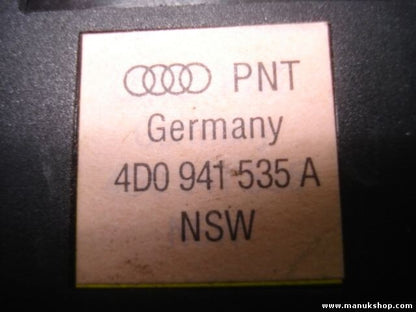 PNT
Germany
4D0 941 535 A
NSW
www.manukshop.com